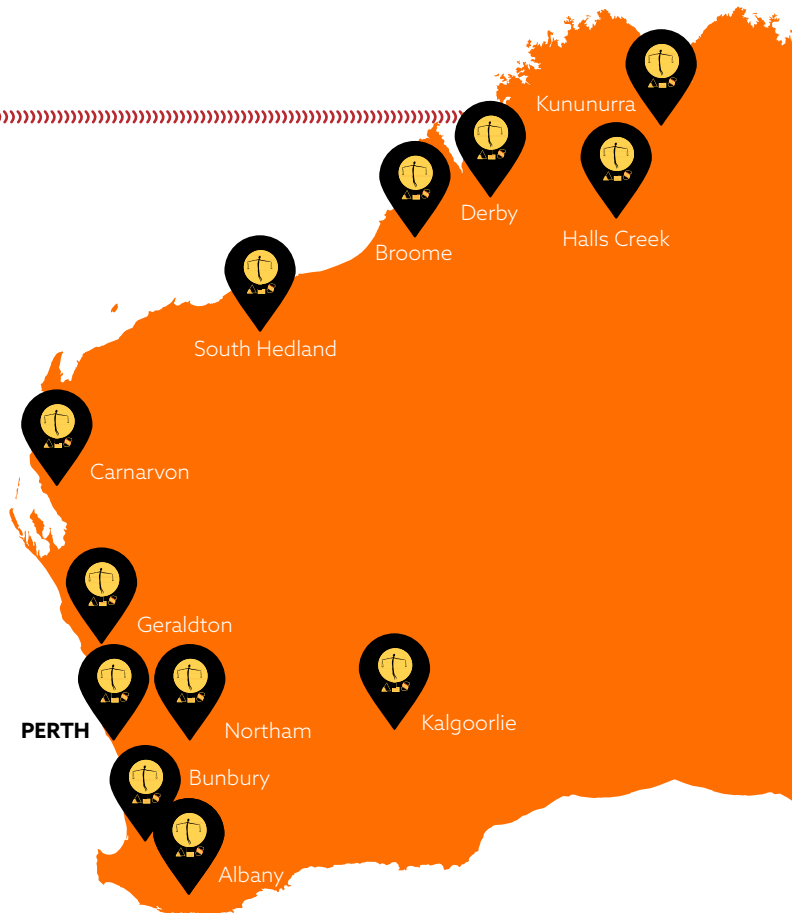 Kununurra
Derby
Halls Creek
Broome
South Hedland
Carnarvon
Geraldton
Kalgoorlie
PERTH
Northam
Bunbury
Albany